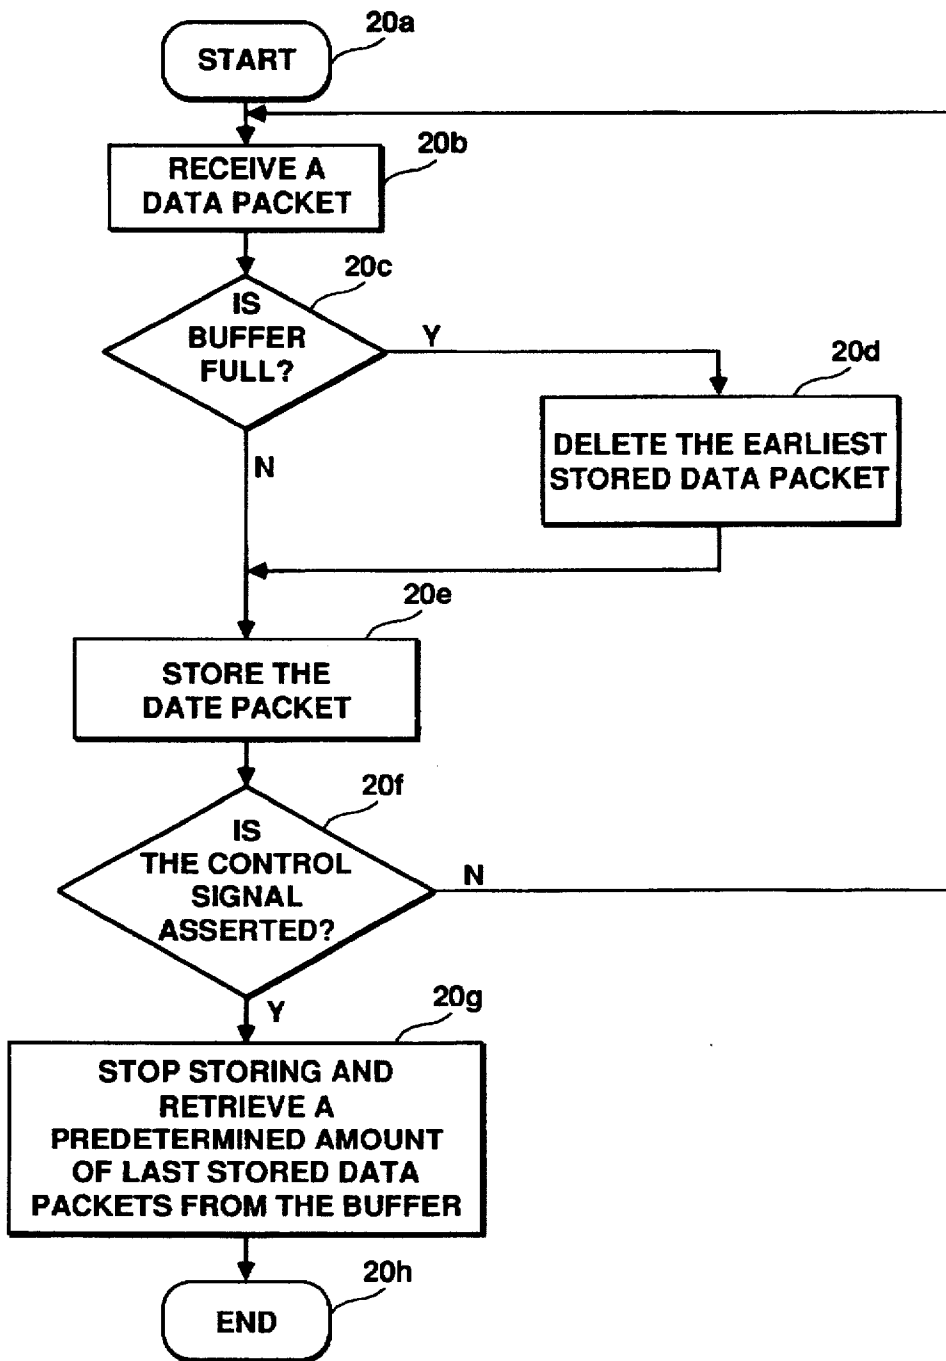 20a
START
20b
RECEIVE A
DATA PACKET
20c
IS
BUFFER
FULL?
Y
N
20d
DELETE THE EARLIEST
STORED DATA PACKET
20e
STORE THE
DATE PACKET
20f
IS
THE CONTROL
SIGNAL
ASSERTED?
N
Y
20g
STOP STORING AND
RETRIEVE A
PREDETERMINED AMOUNT
OF LAST STORED DATA
PACKETS FROM THE BUFFER
20h
END